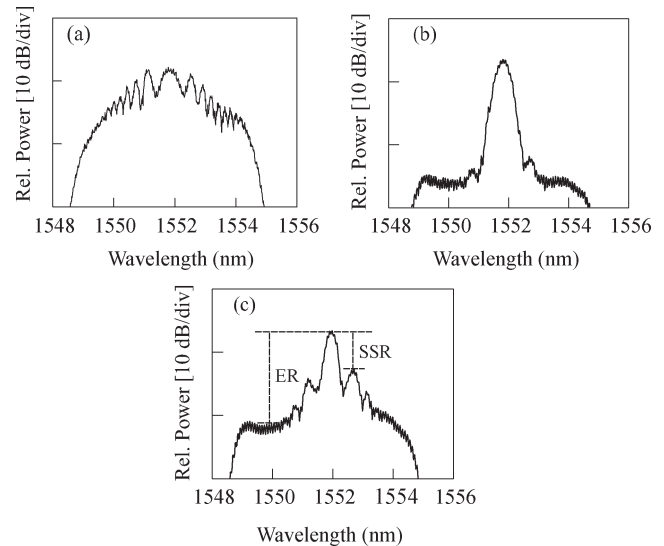 (a)
Rel. Power [10 dB/div]
1548 1550 1552 1554 1556
Wavelength (nm)
(b)
Rel. Power [10 dB/div]
1548 1550 1552 1554 1556
Wavelength (nm)
(c)
Rel. Power [10 dB/div]
ER
SSR
1548 1550 1552 1554 1556
Wavelength (nm)